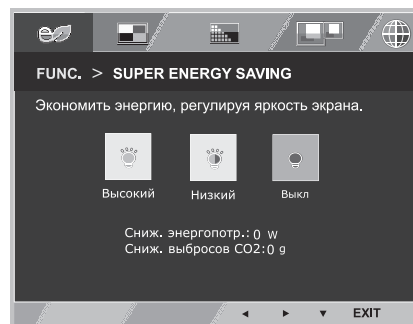 FUNC. > SUPER ENERGY SAVING
Экономить энергию, регулируя яркость экрана.
Высокий Низкий Выкл
Сниж. энергопотр.: 0 W
Сниж. выбросов CO2:0 g
EXIT